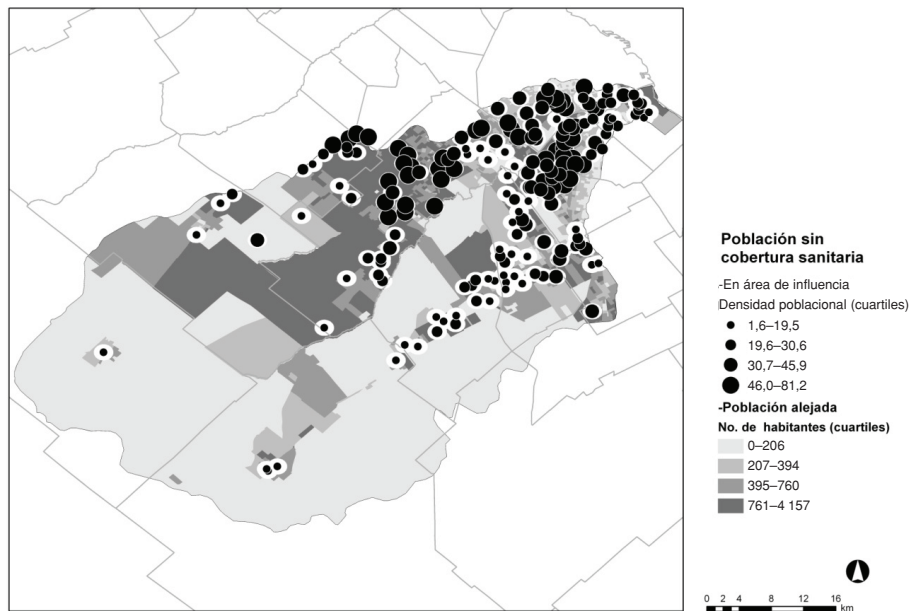 Población sin
cobertura sanitaria
-En área de influencia
Densidad poblacional (cuartiles)
1,6–19,5
19,6–30,6
30,7–45,9
46,0–81,2
-Población alejada
No. de habitantes (cuartiles)
0–206
207–394
395–760
761–4 157
0 2 4 8 12 16
km